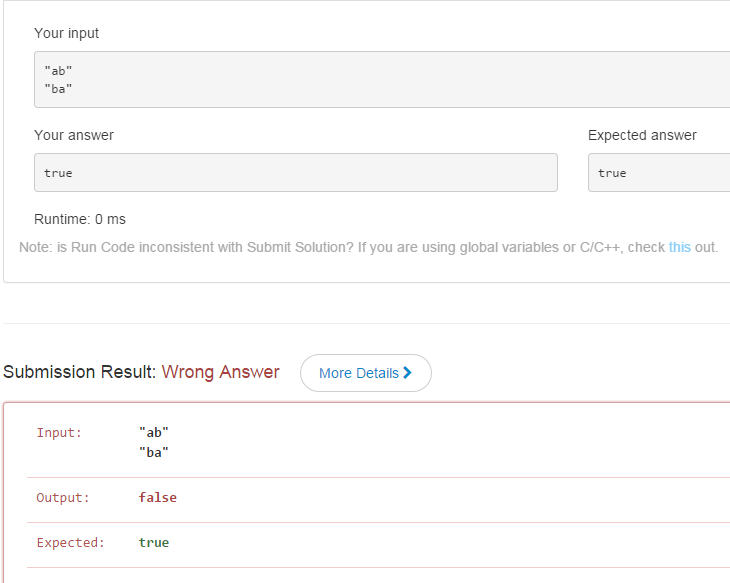 Your input
"ab"
"ba"
Your answer
Expected answer
true
true
Runtime: 0 ms
Note: is Run Code inconsistent with Submit Solution? If you are using global variables or C/C++, check this out.
Submission Result: Wrong Answer
More Details
Input: "ab"
"ba"
Output: false
Expected: true